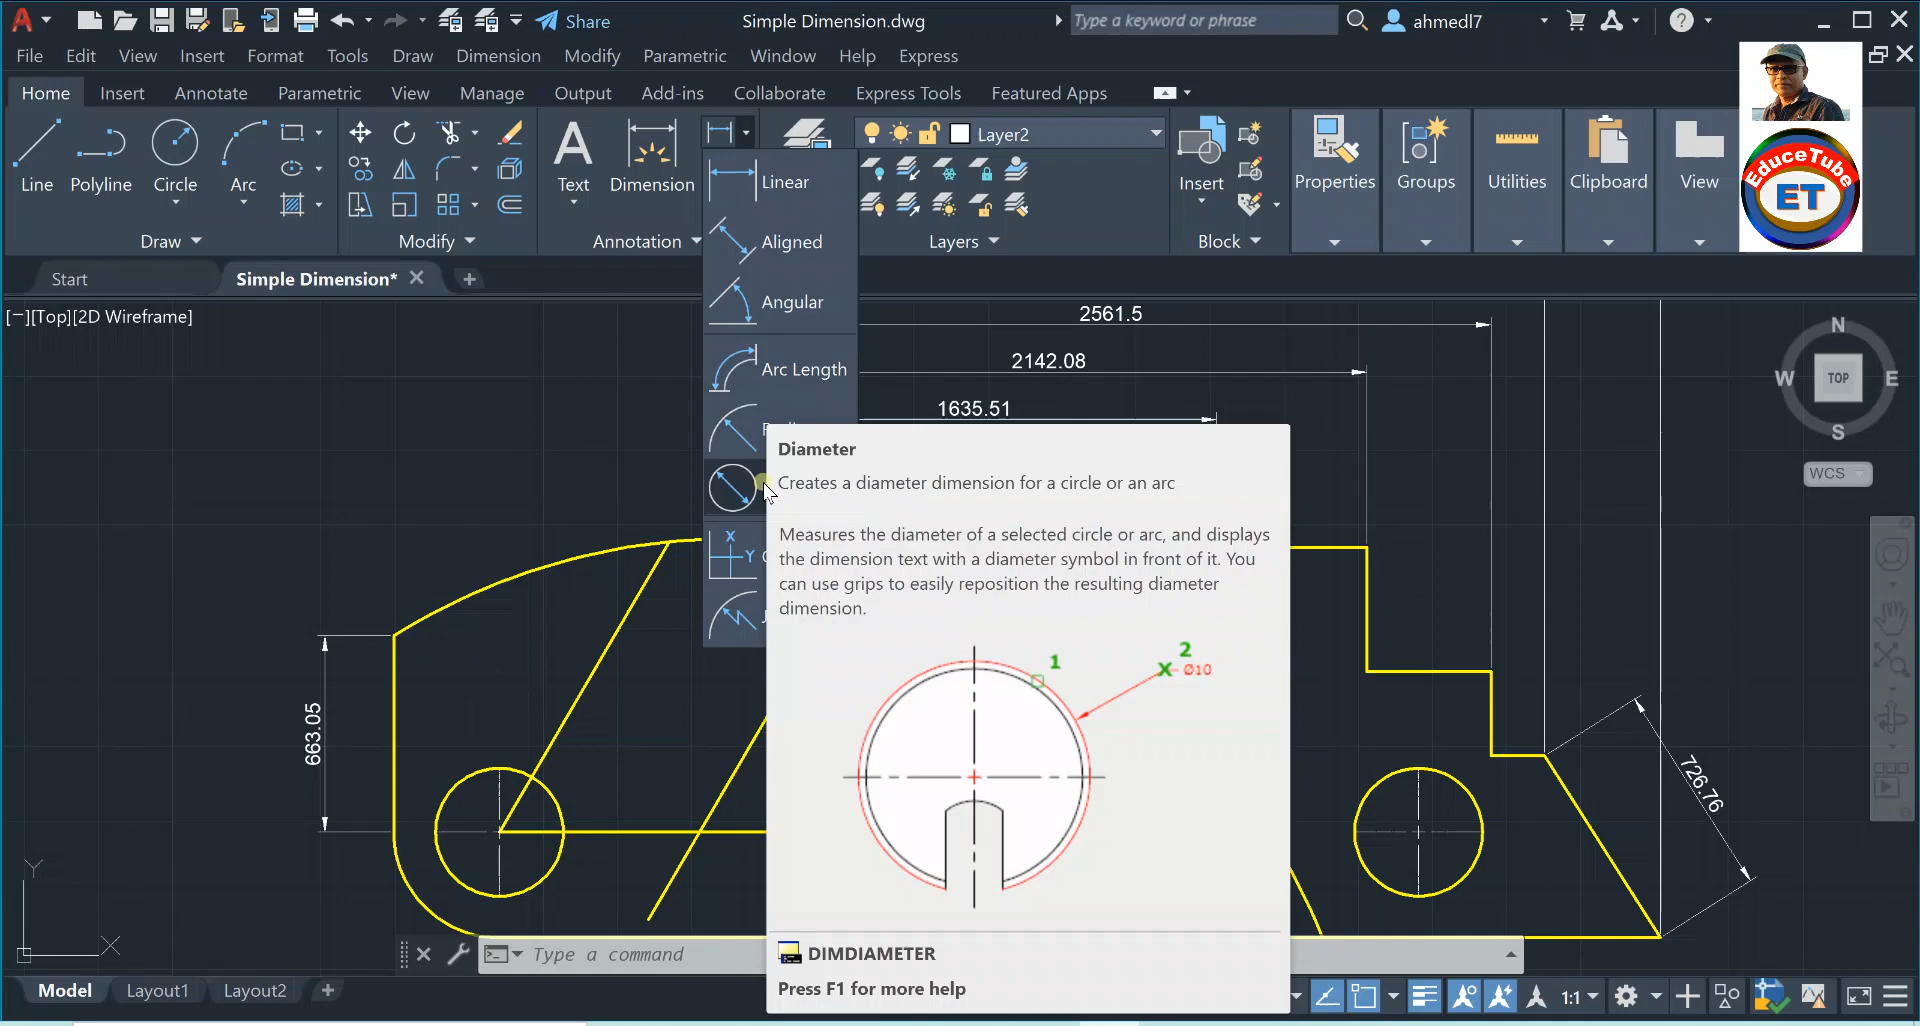 A
Share
Simple Dimension.dwg
Type a keyword or phrase
ahmedl7
File Edit View Insert Format Tools Draw Dimension Modify Parametric Window Help Express
Home Insert Annotate Parametric View Manage Output Add-ins Collaborate Express Tools Featured Apps
Line Polyline Circle Arc
Draw
Modify
Text Dimension
Annotation
Layer2
Layers
Insert
Block
Properties
Groups
Utilities
Clipboard
View
EduceTube
ET
Start
Simple Dimension*
[−][Top][2D Wireframe]
Linear
Aligned
Angular
Arc Length
2561.5
2142.08
1635.51
N
W TOP E
S
WCS
Diameter
Creates a diameter dimension for a circle or an arc
Measures the diameter of a selected circle or arc, and displays
the dimension text with a diameter symbol in front of it. You
can use grips to easily reposition the resulting diameter
dimension.
1
2
X
Ø10
X
Y
663.05
726.76
Y
X
Type a command
DIMDIAMETER
Press F1 for more help
Model Layout1 Layout2
1:1